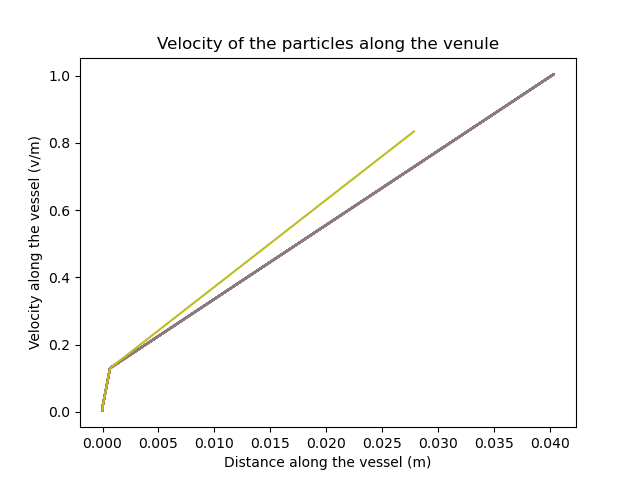 Velocity of the particles along the venule
1.0
0.8
0.6
0.4
0.2
0.0
Velocity along the vessel (v/m)
0.000 0.005 0.010 0.015 0.020 0.025 0.030 0.035 0.040
Distance along the vessel (m)